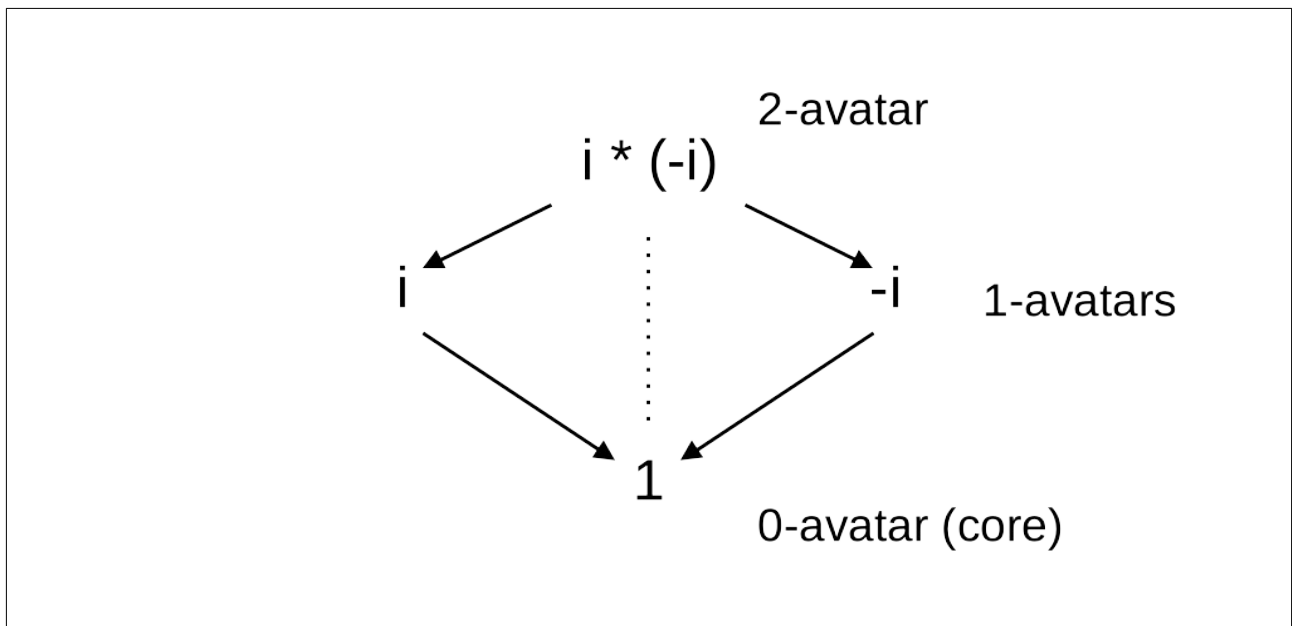 2-avatar
i * (-i)
i
-i
1-avatars
1
0-avatar (core)